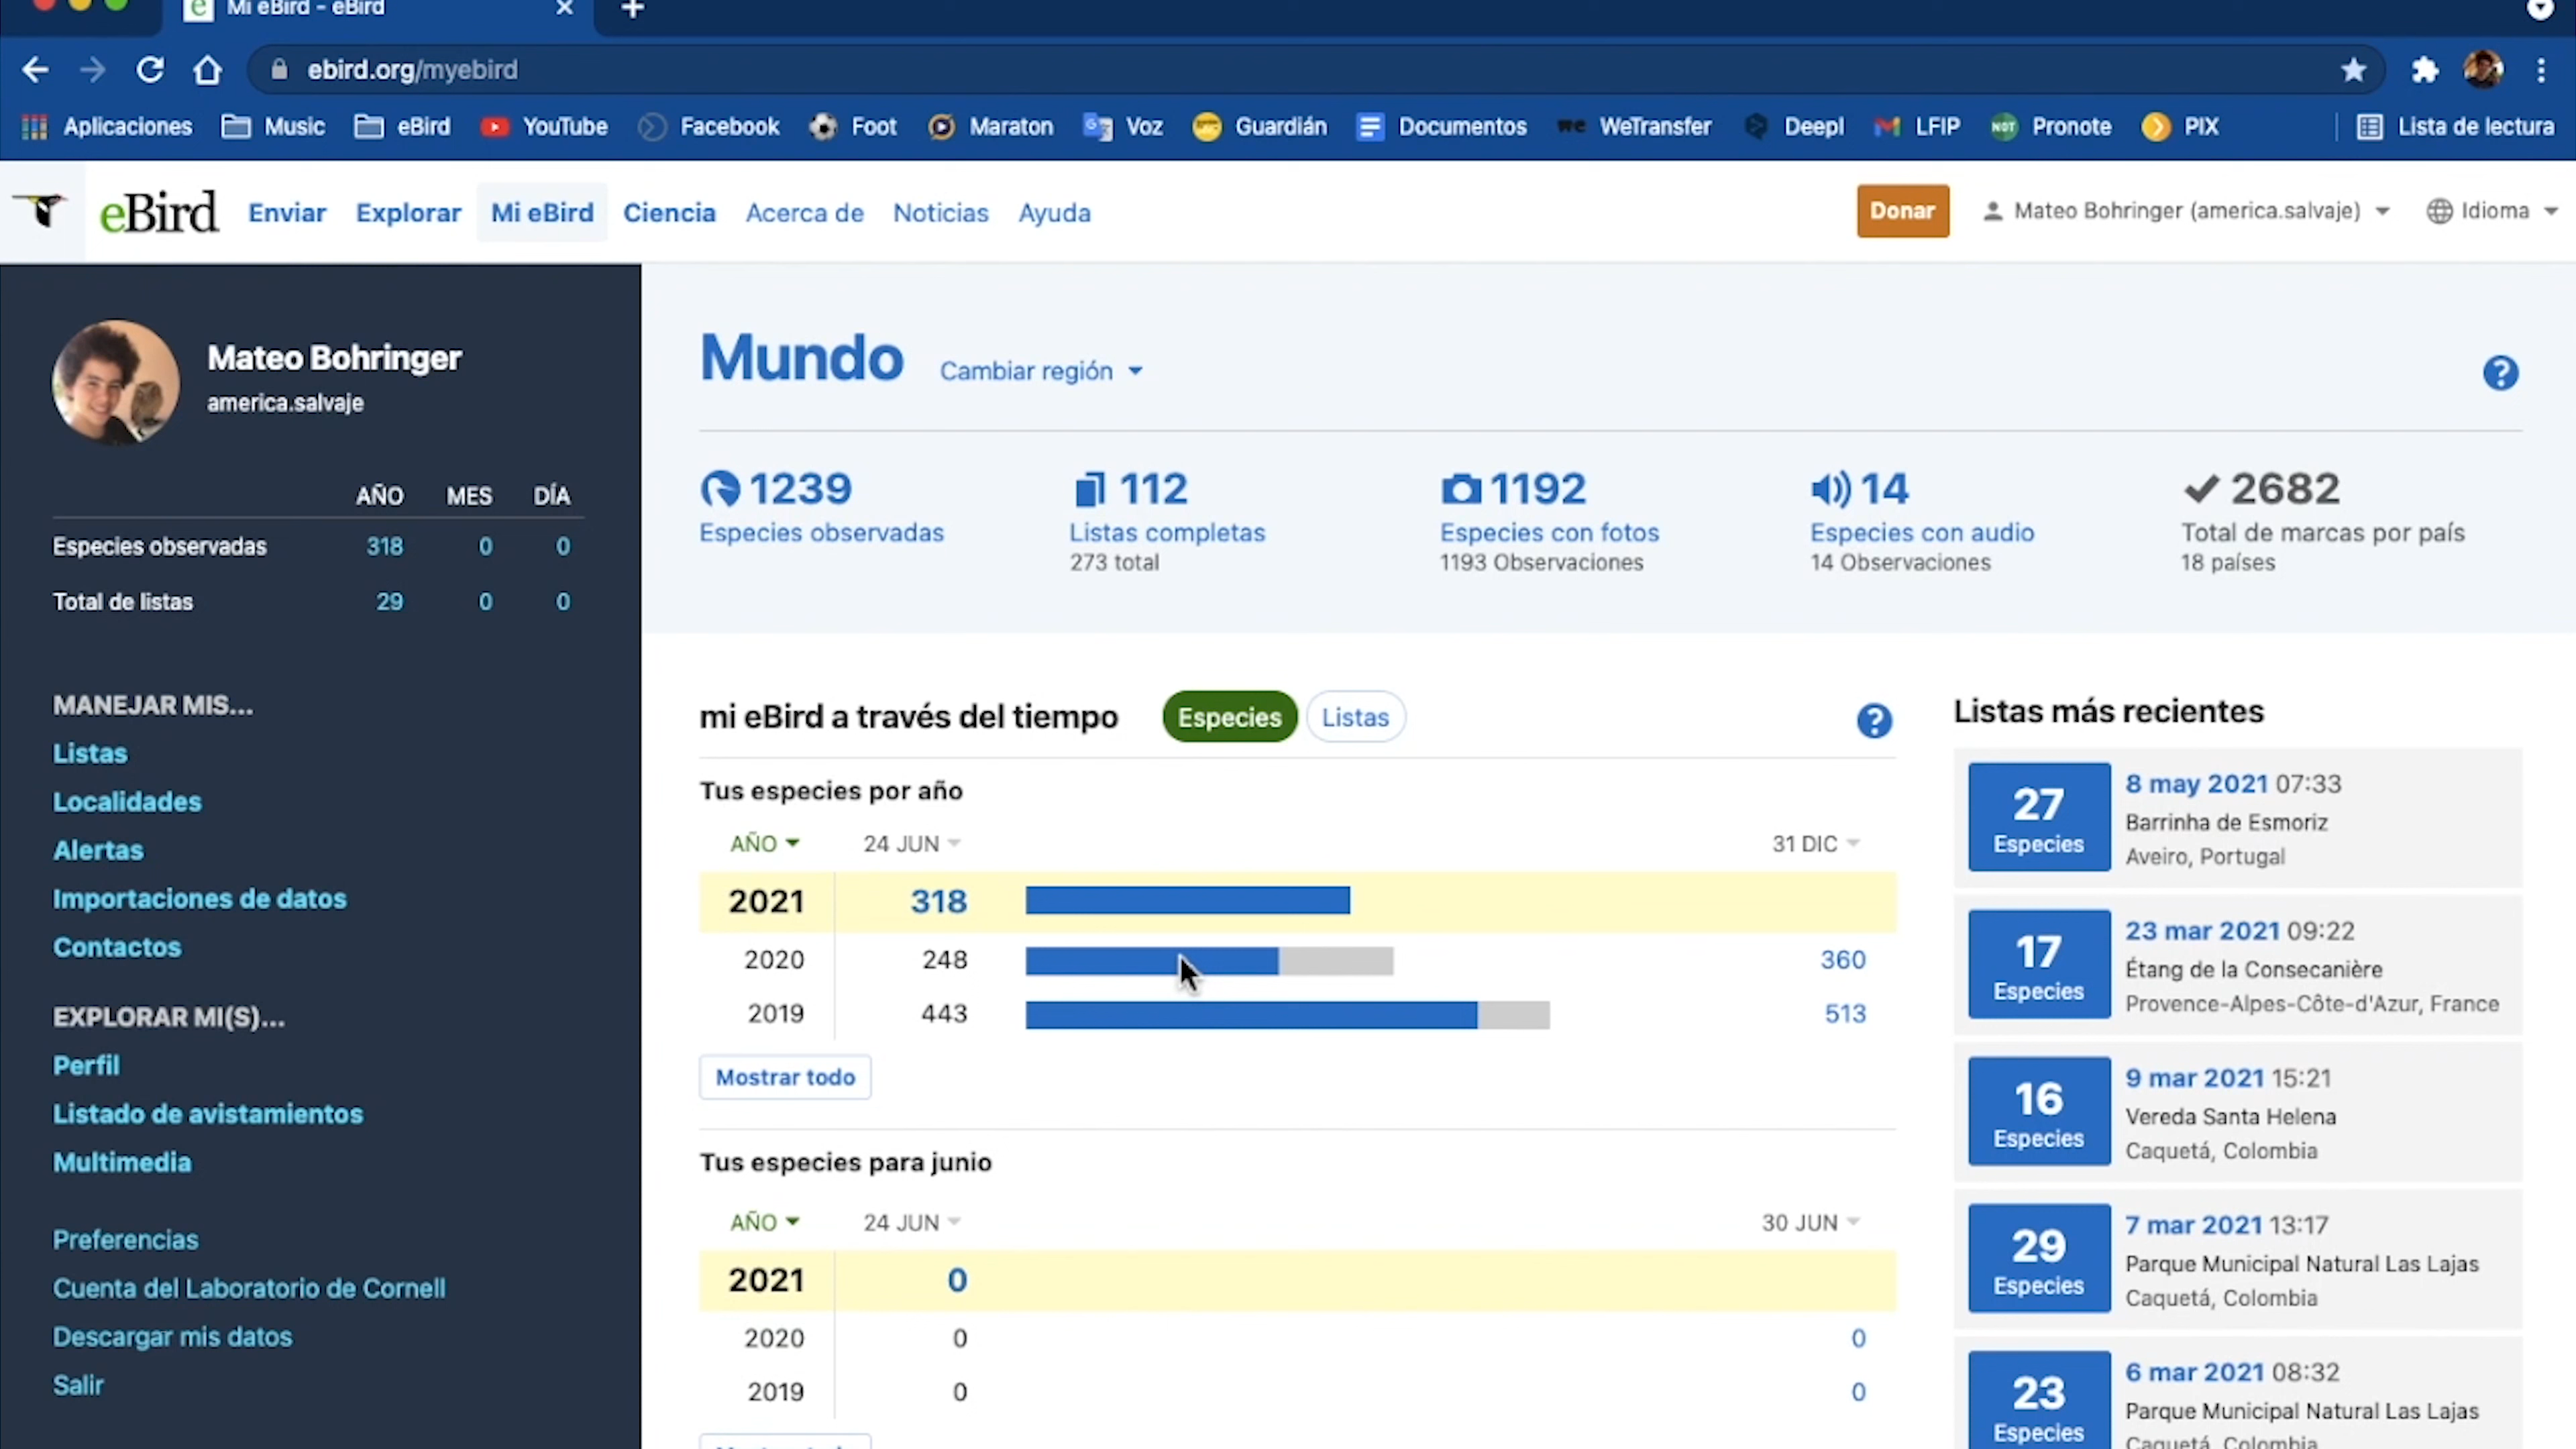 Mi eBird - eBird
ebird.org/myebird
Aplicaciones Music eBird YouTube Facebook Foot Maraton Voz Guardián Documentos WeTransfer Deepl LFIP Pronote PIX Lista de lectura
eBird Enviar Explorar Mi eBird Ciencia Acerca de Noticias Ayuda Donar Mateo Bohringer (america.salvaje) Idioma
Mateo Bohringer
america.salvaje
AÑO MES DÍA
Especies observadas 318 0 0
Total de listas 29 0 0
MANEJAR MIS...
Listas
Localidades
Alertas
Importaciones de datos
Contactos
EXPLORAR MI(S)...
Perfil
Listado de avistamientos
Multimedia
Preferencias
Cuenta del Laboratorio de Cornell
Descargar mis datos
Salir
Mundo Cambiar región
1239
Especies observadas
112
Listas completas
273 total
1192
Especies con fotos
1193 Observaciones
14
Especies con audio
14 Observaciones
2682
Total de marcas por país
18 países
mi eBird a través del tiempo Especies Listas
Tus especies por año
AÑO 24 JUN 31 DIC
2021 318
2020 248 360
2019 443 513
Mostrar todo
Tus especies para junio
AÑO 24 JUN 30 JUN
2021 0
2020 0 0
2019 0 0
Listas más recientes
27
Especies
8 may 2021 07:33
Barrinha de Esmoriz
Aveiro, Portugal
17
Especies
23 mar 2021 09:22
Étang de la Consecanière
Provence-Alpes-Côte-d'Azur, France
16
Especies
9 mar 2021 15:21
Vereda Santa Helena
Caquetá, Colombia
29
Especies
7 mar 2021 13:17
Parque Municipal Natural Las Lajas
Caquetá, Colombia
23
Especies
6 mar 2021 08:32
Parque Municipal Natural Las Lajas
Caquetá, Colombia